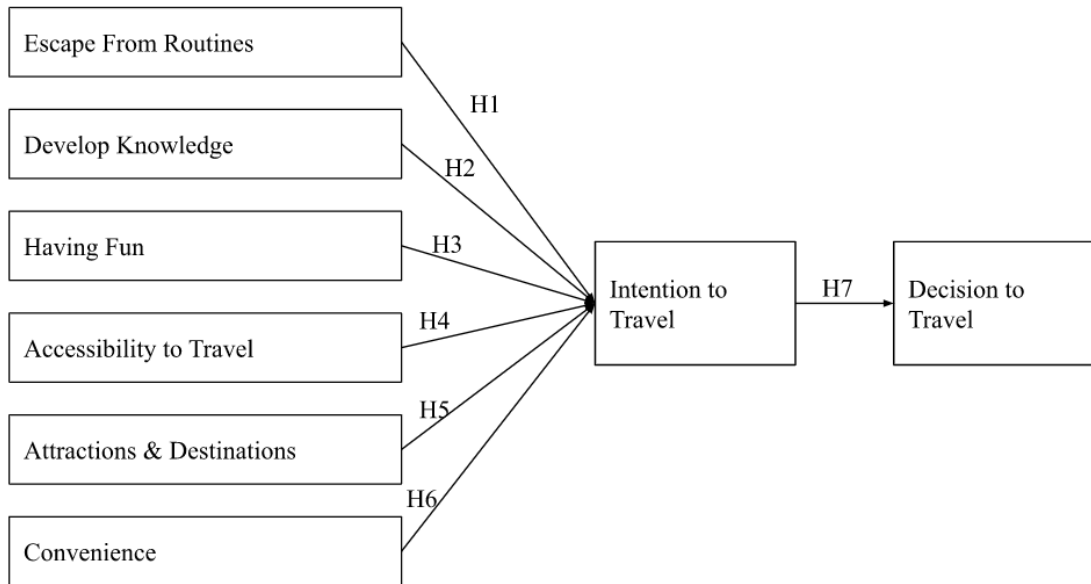 Escape From Routines
H1
Develop Knowledge
H2
Having Fun
H3
Intention to
Travel
H7
Decision to
Travel
Accessibility to Travel
H4
Attractions & Destinations
H5
Convenience
H6